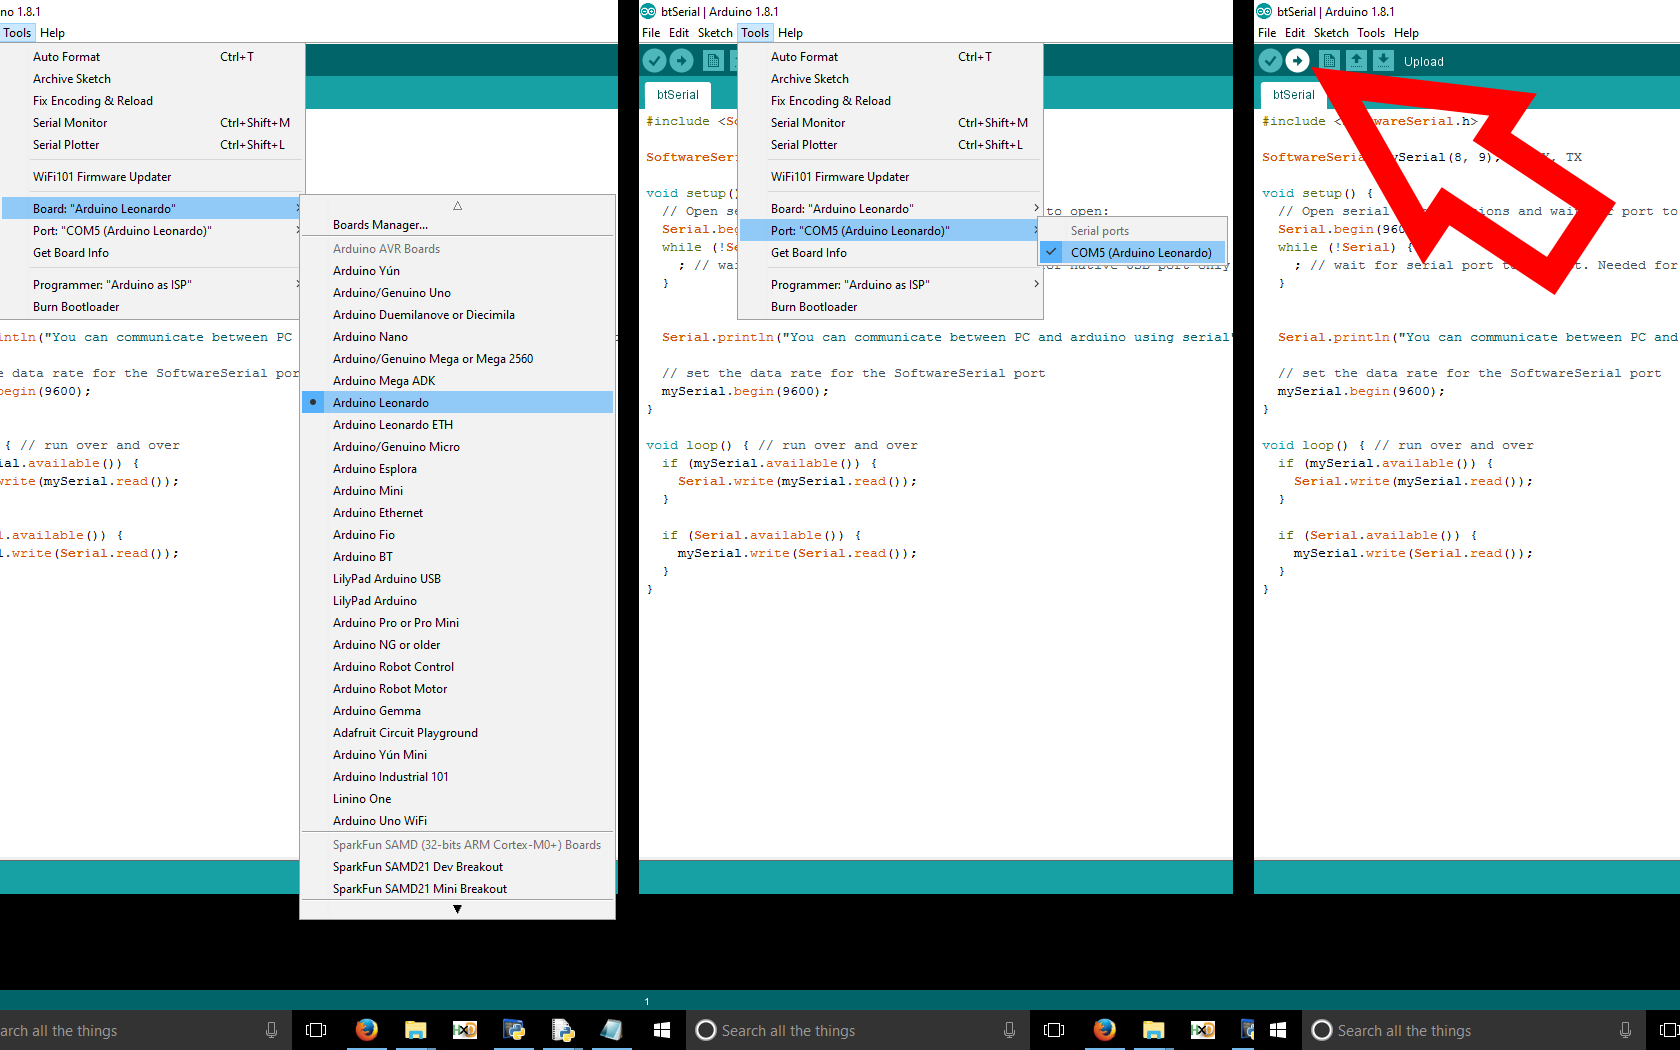 no 1.8.1
Tools Help
Auto Format Ctrl+T
Archive Sketch
Fix Encoding & Reload
Serial Monitor Ctrl+Shift+M
Serial Plotter Ctrl+Shift+L
WiFi101 Firmware Updater
Board: "Arduino Leonardo"
Port: "COM5 (Arduino Leonardo)"
Get Board Info
Programmer: "Arduino as ISP"
Burn Bootloader
Boards Manager...
Arduino AVR Boards
Arduino Yún
Arduino/Genuino Uno
Arduino Duemilanove or Diecimila
Arduino Nano
Arduino/Genuino Mega or Mega 2560
Arduino Mega ADK
Arduino Leonardo
Arduino Leonardo ETH
Arduino/Genuino Micro
Arduino Esplora
Arduino Mini
Arduino Ethernet
Arduino Fio
Arduino BT
LilyPad Arduino USB
LilyPad Arduino
Arduino Pro or Pro Mini
Arduino NG or older
Arduino Robot Control
Arduino Robot Motor
Arduino Gemma
Adafruit Circuit Playground
Arduino Yún Mini
Arduino Industrial 101
Linino One
Arduino Uno WiFi
SparkFun SAMD (32-bits ARM Cortex-M0+) Boards
SparkFun SAMD21 Dev Breakout
SparkFun SAMD21 Mini Breakout
intln("You can communicate between PC
e data rate for the SoftwareSerial por
egin(9600);
{ // run over and over
ial.available()) {
write(mySerial.read());
l.available()) {
l.write(Serial.read());
arch all the things
btSerial | Arduino 1.8.1
File Edit Sketch Tools Help
btSerial
Auto Format Ctrl+T
Archive Sketch
Fix Encoding & Reload
Serial Monitor Ctrl+Shift+M
Serial Plotter Ctrl+Shift+L
WiFi101 Firmware Updater
Board: "Arduino Leonardo"
Port: "COM5 (Arduino Leonardo)"
Get Board Info
Programmer: "Arduino as ISP"
Burn Bootloader
Serial ports
COM5 (Arduino Leonardo)
#include <So
SoftwareSer
void setup()
// Open se to open:
Serial.beg
while (!Se
; // wai or native USB port only
}
Serial.println("You can communicate between PC and arduino using serial"
// set the data rate for the SoftwareSerial port
mySerial.begin(9600);
}
void loop() { // run over and over
if (mySerial.available()) {
Serial.write(mySerial.read());
}
if (Serial.available()) {
mySerial.write(Serial.read());
}
}
1
Search all the things
btSerial | Arduino 1.8.1
File Edit Sketch Tools Help
Upload
btSerial
#include < wareSerial.h>
SoftwareSeria ySerial(8, 9); , TX
void setup() {
// Open serial ions and wai r port to
Serial.begin(960
while (!Serial) {
; // wait for serial port to t. Needed for
}
Serial.println("You can communicate between PC and
// set the data rate for the SoftwareSerial port
mySerial.begin(9600);
}
void loop() { // run over and over
if (mySerial.available()) {
Serial.write(mySerial.read());
}
if (Serial.available()) {
mySerial.write(Serial.read());
}
}
Search all the things